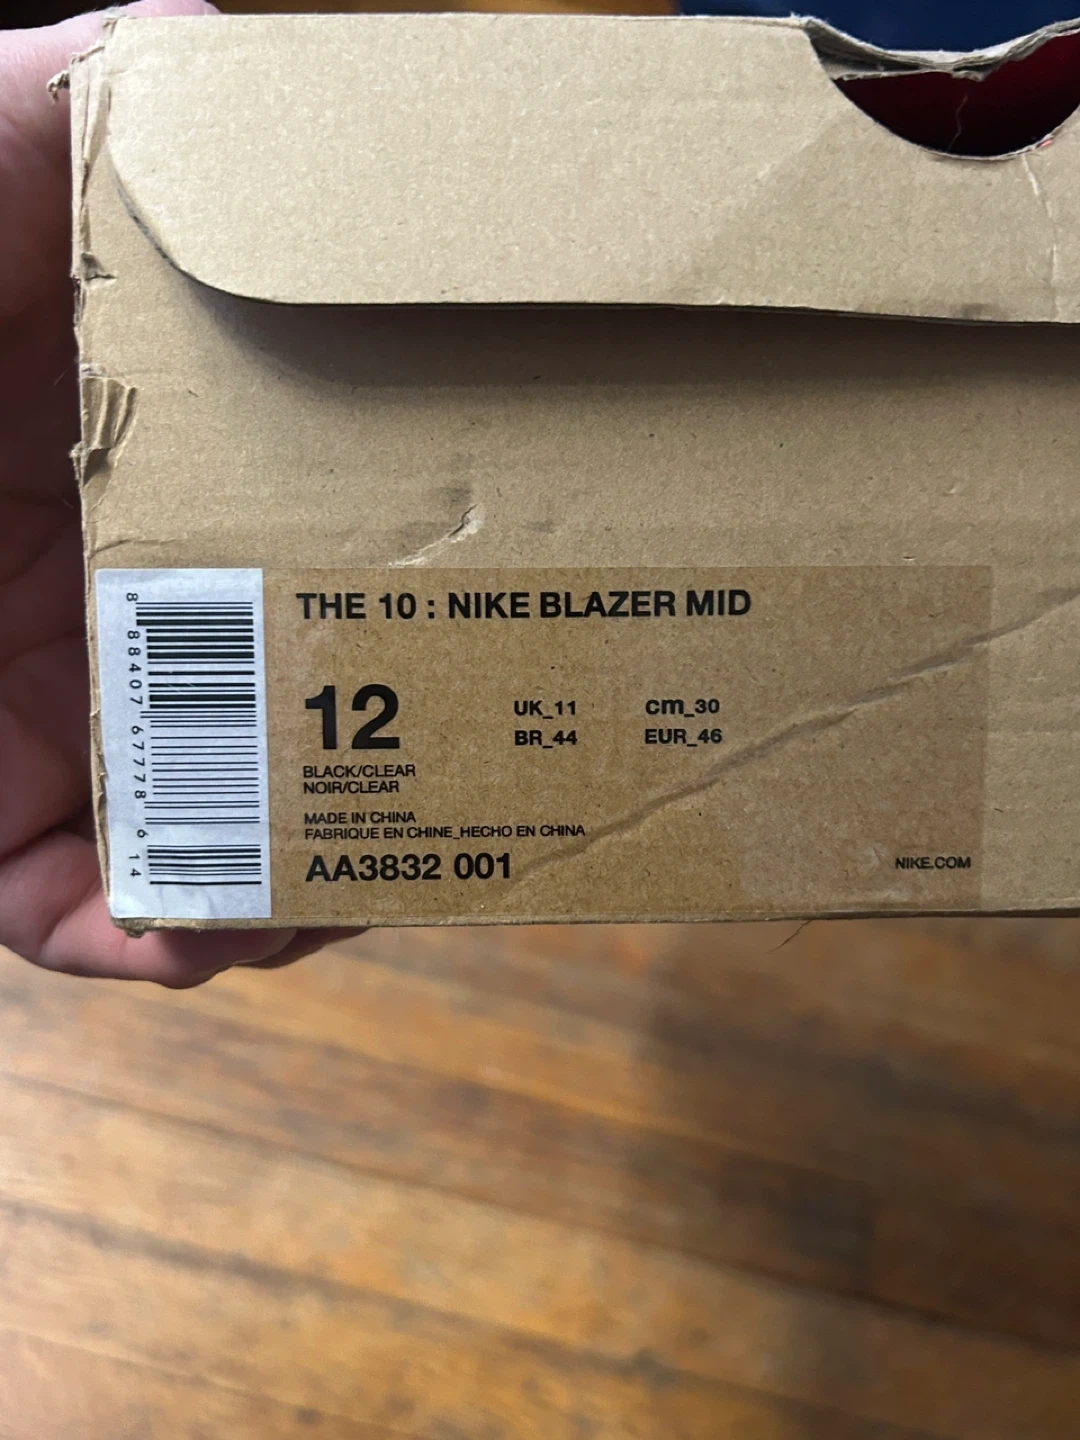 THE 10 : NIKE BLAZER MID
12
UK_11 cm_30
BR_44 EUR_46
BLACK/CLEAR
NOIR/CLEAR
MADE IN CHINA
FABRIQUE EN CHINE_HECHO EN CHINA
AA3832 001
NIKE.COM
8 88407 67778 6 14